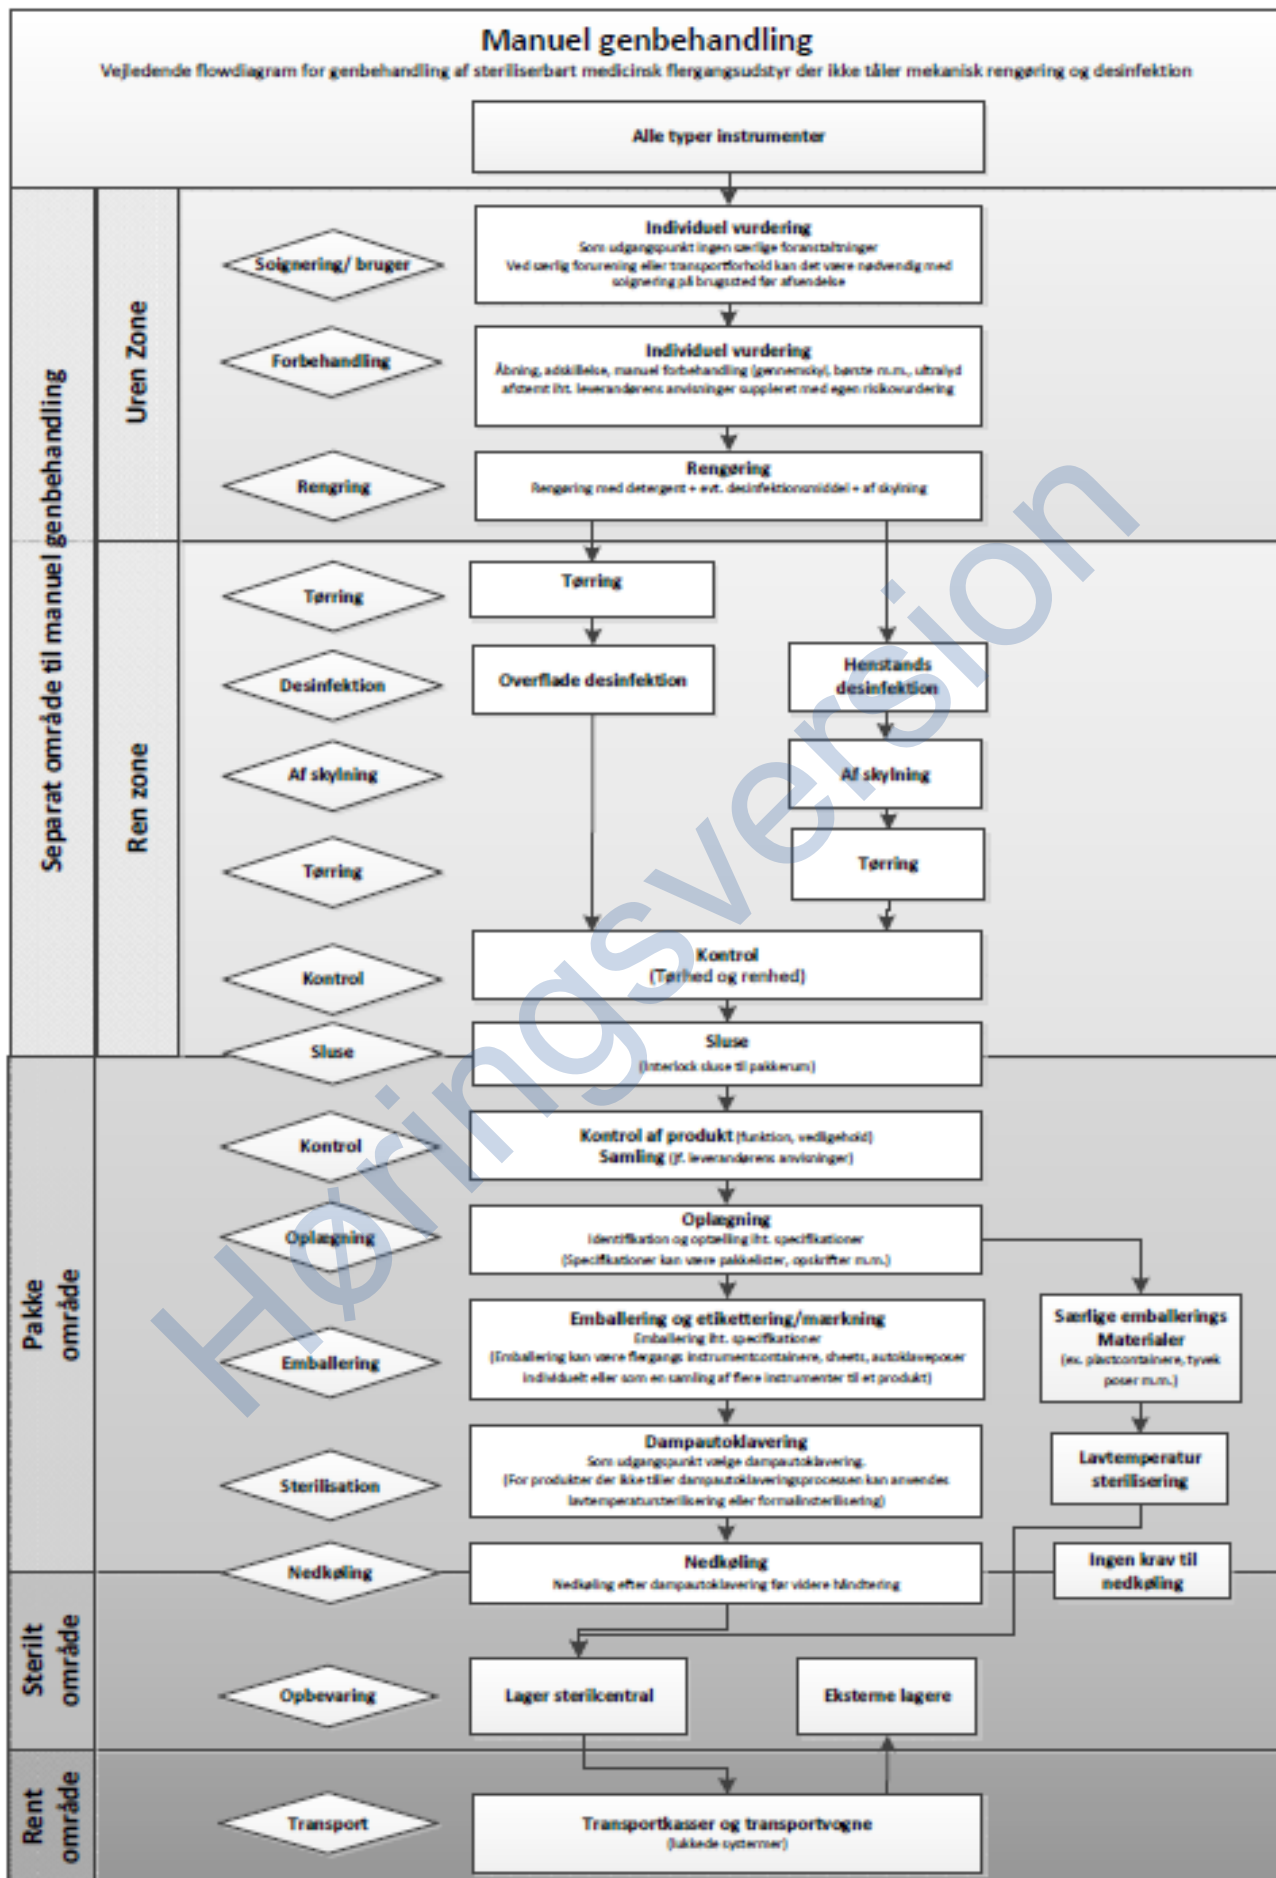 Manuel genbehandling
Vejledende flowdiagram for genbehandling af steriliserbart medicinsk flergangsudstyr der ikke tåler mekanisk rengøring og desinfektion
Alle typer instrumenter
Separat område til manuel genbehandling
Uren Zone
Soignering/ bruger
Individuel vurdering
Som udgangspunkt ingen særlige foranstaltninger
Ved særlig forurening eller transportforhold kan det være nødvendig med
soignering på brugssted før afsendelse
Forbehandling
Individuel vurdering
Åbning, adskillelse, manuel forbehandling (gennemskyl, børste m.m., ultralyd
afstemt iht. leverandørens anvisninger suppleret med egen risikovurdering
Rengring
Rengøring
Rengøring med detergent + evt. desinfektionsmiddel + af skylning
Ren zone
Tørring
Tørring
Desinfektion
Overflade desinfektion
Henstands
desinfektion
Af skylning
Af skylning
Tørring
Tørring
Kontrol
Kontrol
(Tørhed og renhed)
Sluse
Sluse
(Interlock sluse til pakkerum)
Pakke
område
Kontrol
Kontrol af produkt (funktion, vedligehold)
Samling (jf. leverandørens anvisninger)
Oplægning
Oplægning
Identifikation og optælling iht. specifikationer
(Specifikationer kan være pakkelister, opskrifter m.m.)
Emballering
Emballering og etikettering/mærkning
Emballering iht. specifikationer
(Emballering kan være flergangs instrumentcontainere, sheets, autoklaveposer
individuelt eller som en samling af flere instrumenter til et produkt)
Særlige emballerings
Materialer
(ex. plastcontainere, tyvek
poser m.m.)
Sterilisation
Dampautoklavering
Som udgangspunkt vælge dampautoklavering.
(For produkter der ikke tåler dampautoklaveringsprocessen kan anvendes
lavtemperatursterilisering eller formalinsterilisering)
Lavtemperatur
sterilisering
Nedkøling
Nedkøling
Nedkøling efter dampautoklavering før videre håndtering
Ingen krav til
nedkøling
Sterilt
område
Opbevaring
Lager sterilcentral
Eksterne lagere
Rent
område
Transport
Transportkasser og transportvogne
(lukkede systemer)
Høringsversion